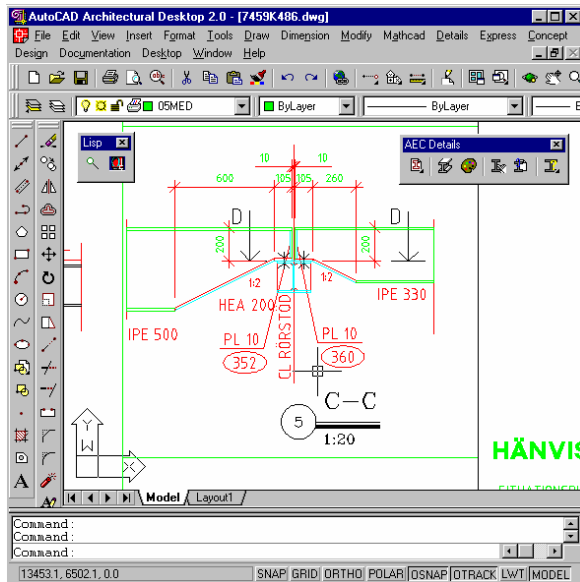 AutoCAD Architectural Desktop 2.0 - [7459K486.dwg]
File Edit View Insert Format Tools Draw Dimension Modify Mathcad Details Express Concept
Design Documentation Desktop Window Help
05MED ByLayer ByLayer
Lisp
AEC Details
10 10
600 105 105 260
D D
200 200
1:2 1:2
HEA 200 IPE 330
IPE 500
PL 10 PL 10
352 360
CL RÖRSTÖD
C-C
5
1:20
Y
W
X
HÄNVIS
Model Layout1
Command:
Command:
Command:
13453.1, 6502.1, 0.0 SNAP GRID ORTHO POLAR OSNAP OTRACK LWT MODEL